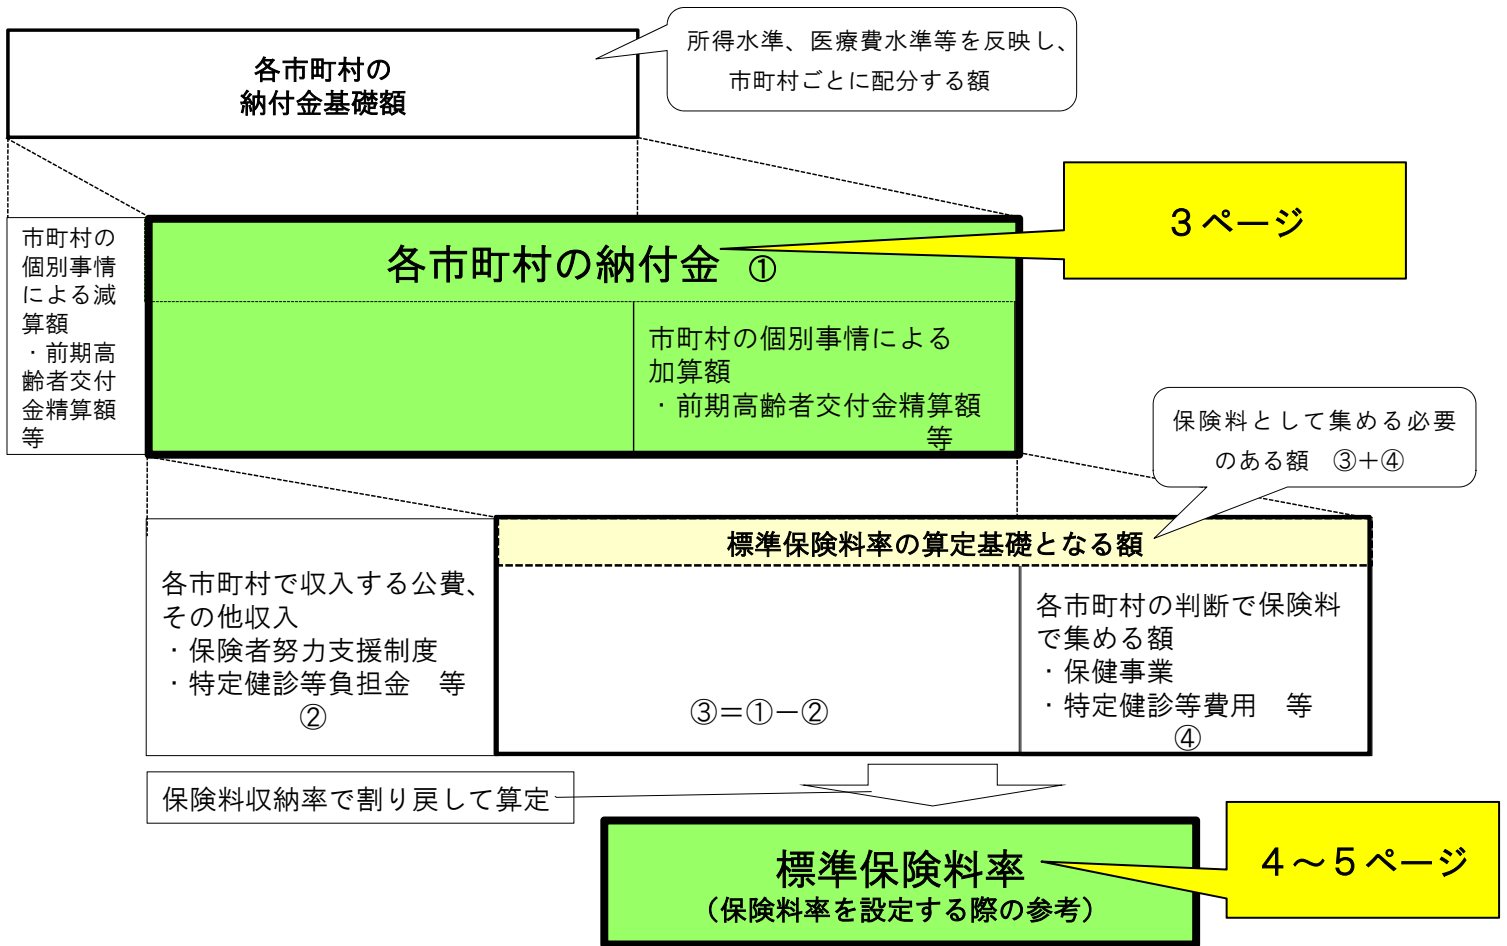 各市町村の
納付金基礎額
所得水準、医療費水準等を反映し、
市町村ごとに配分する額
3ページ
市町村の
個別事情
による減
算額
・前期高
齢者交付
金精算額
等
各市町村の納付金 ①
市町村の個別事情による
加算額
・前期高齢者交付金精算額
等
保険料として集める必要
のある額　③+④
標準保険料率の算定基礎となる額
各市町村で収入する公費、
その他収入
・保険者努力支援制度
・特定健診等負担金　等
②
③=①-②
各市町村の判断で保険料
で集める額
・保健事業
・特定健診等費用　等
④
保険料収納率で割り戻して算定
標準保険料率
(保険料率を設定する際の参考)
4~5ページ